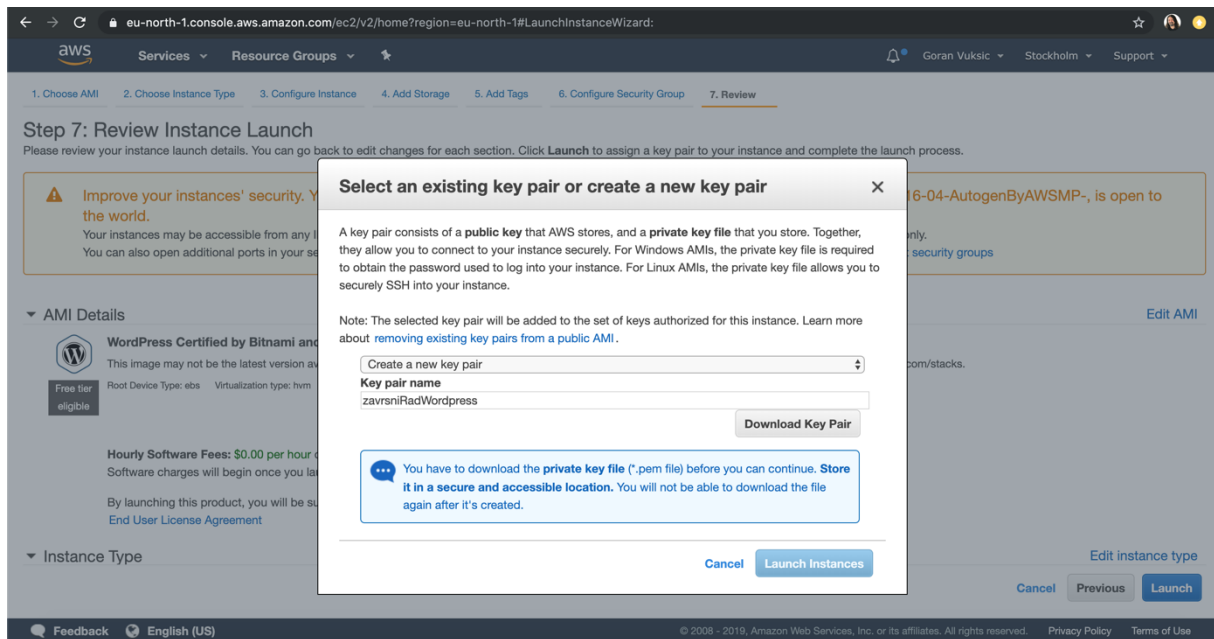 eu-north-1.console.aws.amazon.com/ec2/v2/home?region=eu-north-1#LaunchInstanceWizard:
aws Services Resource Groups Goran Vuksic Stockholm Support
1. Choose AMI 2. Choose Instance Type 3. Configure Instance 4. Add Storage 5. Add Tags 6. Configure Security Group 7. Review
Step 7: Review Instance Launch
Please review your instance launch details. You can go back to edit changes for each section. Click Launch to assign a key pair to your instance and complete the launch process.
Improve your instances' security. Y
16-04-AutogenByAWSMP-, is open to
the world.
Your instances may be accessible from any
only.
You can also open additional ports in your
security groups
AMI Details
Edit AMI
WordPress Certified by Bitnami and
This image may not be the latest version
com/stacks.
Root Device Type: ebs Virtualization type: hvm
Free tier
eligible
Hourly Software Fees: $0.00 per hour
Software charges will begin once you
By launching this product, you will be
End User License Agreement
Instance Type
Edit instance type
Cancel Previous Launch
Select an existing key pair or create a new key pair
A key pair consists of a public key that AWS stores, and a private key file that you store. Together,
they allow you to connect to your instance securely. For Windows AMIs, the private key file is required
to obtain the password used to log into your instance. For Linux AMIs, the private key file allows you to
securely SSH into your instance.
Note: The selected key pair will be added to the set of keys authorized for this instance. Learn more
about removing existing key pairs from a public AMI.
Create a new key pair
Key pair name
zavrsniRadWordpress
Download Key Pair
You have to download the private key file (*.pem file) before you can continue. Store
it in a secure and accessible location. You will not be able to download the file
again after it's created.
Cancel Launch Instances
Feedback English (US) © 2008 - 2019, Amazon Web Services, Inc. or its affiliates. All rights reserved. Privacy Policy Terms of Use